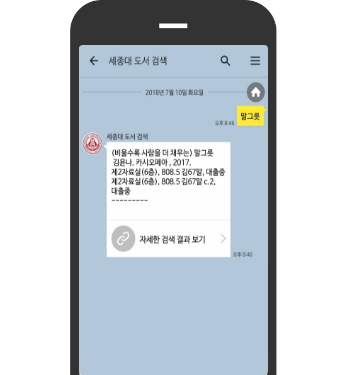 세종대 도서 검색
2018년 7월 10일 화요일
말그릇
오후 8:46
세종대 도서 검색
(비울수록 사람을 더 채우는) 말그릇
김윤나, 카시오페아, 2017.
제2자료실(6층), 808.5 김67말, 대출중
제2자료실(6층), 808.5 김67말 c.2,
대출중
---------
자세한 검색 결과 보기
오후 8:46